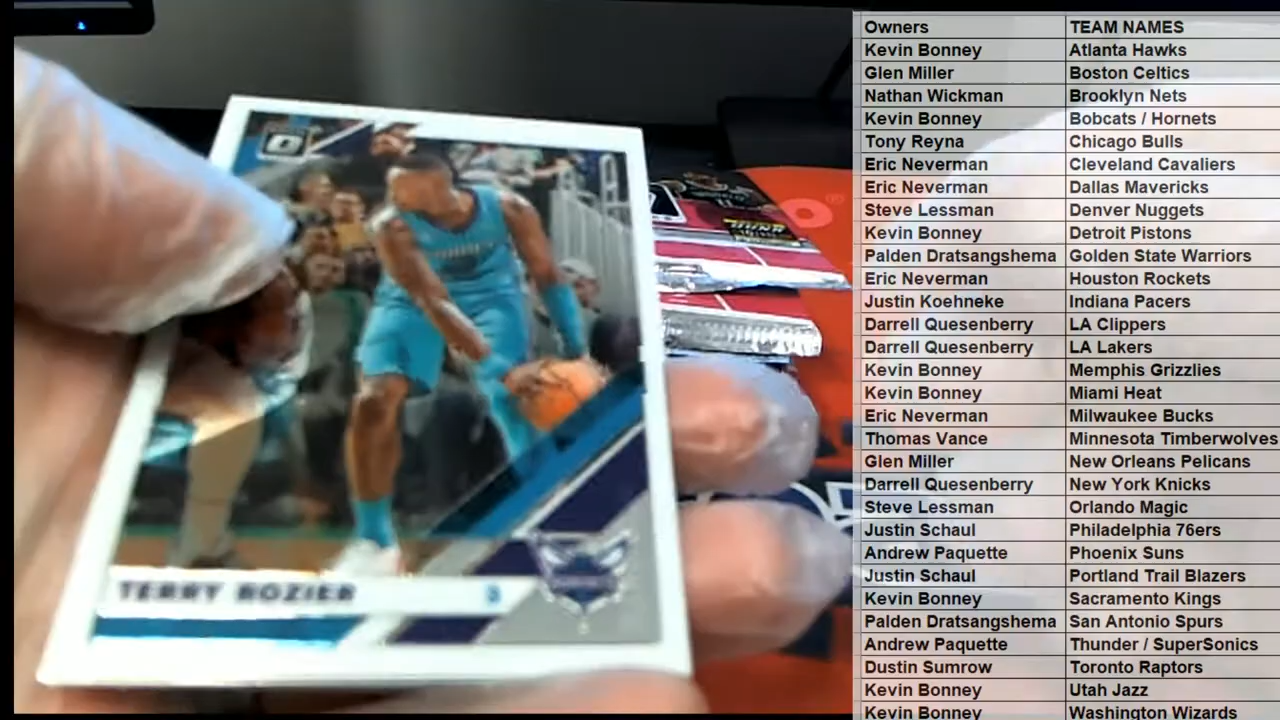 TERRY ROZIER
Owners TEAM NAMES
Kevin Bonney Atlanta Hawks
Glen Miller Boston Celtics
Nathan Wickman Brooklyn Nets
Kevin Bonney Bobcats / Hornets
Tony Reyna Chicago Bulls
Eric Neverman Cleveland Cavaliers
Eric Neverman Dallas Mavericks
Steve Lessman Denver Nuggets
Kevin Bonney Detroit Pistons
Palden Dratsangshema Golden State Warriors
Eric Neverman Houston Rockets
Justin Koehneke Indiana Pacers
Darrell Quesenberry LA Clippers
Darrell Quesenberry LA Lakers
Kevin Bonney Memphis Grizzlies
Kevin Bonney Miami Heat
Eric Neverman Milwaukee Bucks
Thomas Vance Minnesota Timberwolves
Glen Miller New Orleans Pelicans
Darrell Quesenberry New York Knicks
Steve Lessman Orlando Magic
Justin Schaul Philadelphia 76ers
Andrew Paquette Phoenix Suns
Justin Schaul Portland Trail Blazers
Kevin Bonney Sacramento Kings
Palden Dratsangshema San Antonio Spurs
Andrew Paquette Thunder / SuperSonics
Dustin Sumrow Toronto Raptors
Kevin Bonney Utah Jazz
Kevin Bonney Washington Wizards